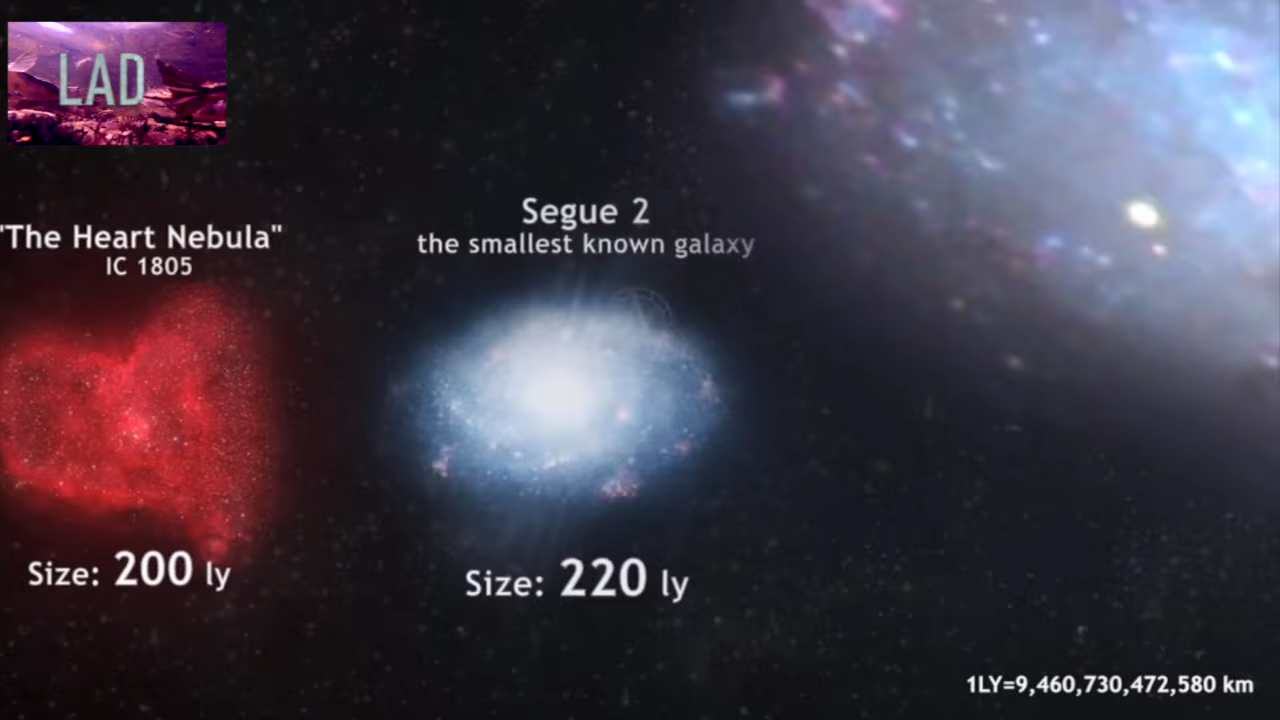 LAD
"The Heart Nebula"
IC 1805
Size: 200 ly
Segue 2
the smallest known galaxy
Size: 220 ly
1LY=9,460,730,472,580 km